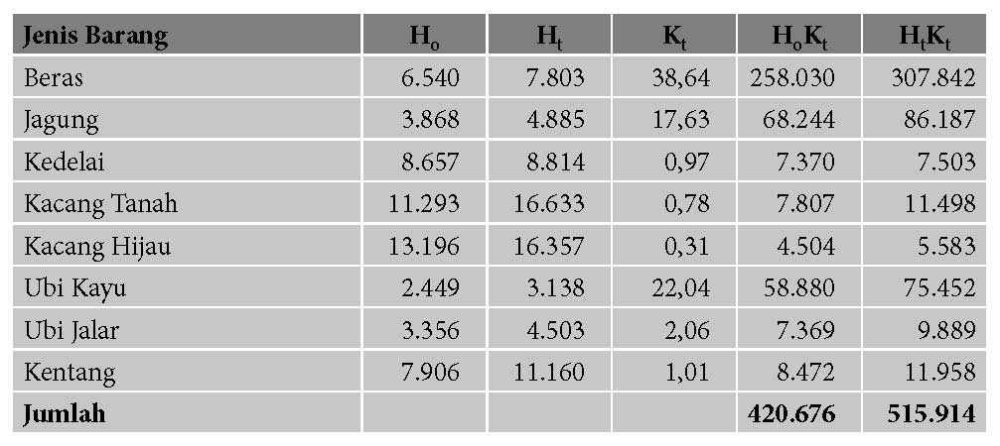 Jenis Barang Hₒ Hₜ Kₜ HₒKₜ HₜKₜ
Beras 6.540 7.803 38,64 258.030 307.842
Jagung 3.868 4.885 17,63 68.244 86.187
Kedelai 8.657 8.814 0,97 7.370 7.503
Kacang Tanah 11.293 16.633 0,78 7.807 11.498
Kacang Hijau 13.196 16.357 0,31 4.504 5.583
Ubi Kayu 2.449 3.138 22,04 58.880 75.452
Ubi Jalar 3.356 4.503 2,06 7.369 9.889
Kentang 7.906 11.160 1,01 8.472 11.958
Jumlah 420.676 515.914